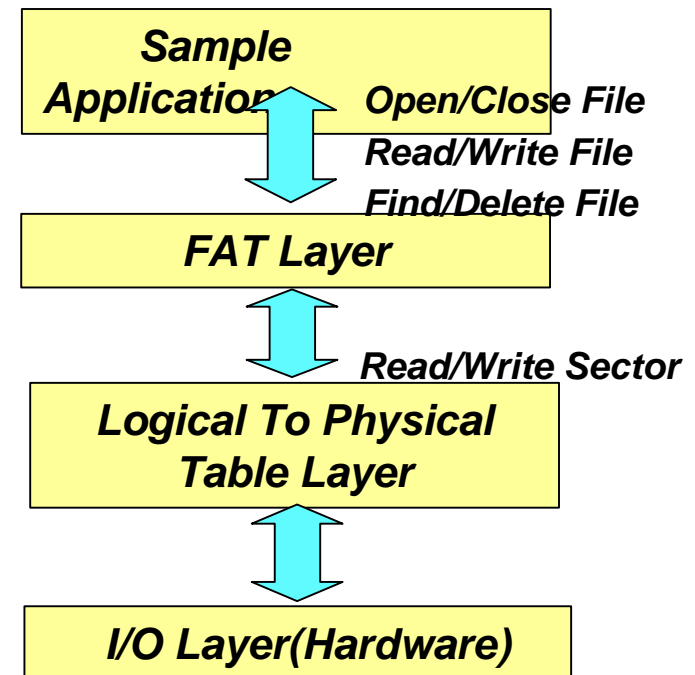 Sample
Application
Open/Close File
Read/Write File
Find/Delete File
FAT Layer
Read/Write Sector
Logical To Physical
Table Layer
I/O Layer(Hardware)